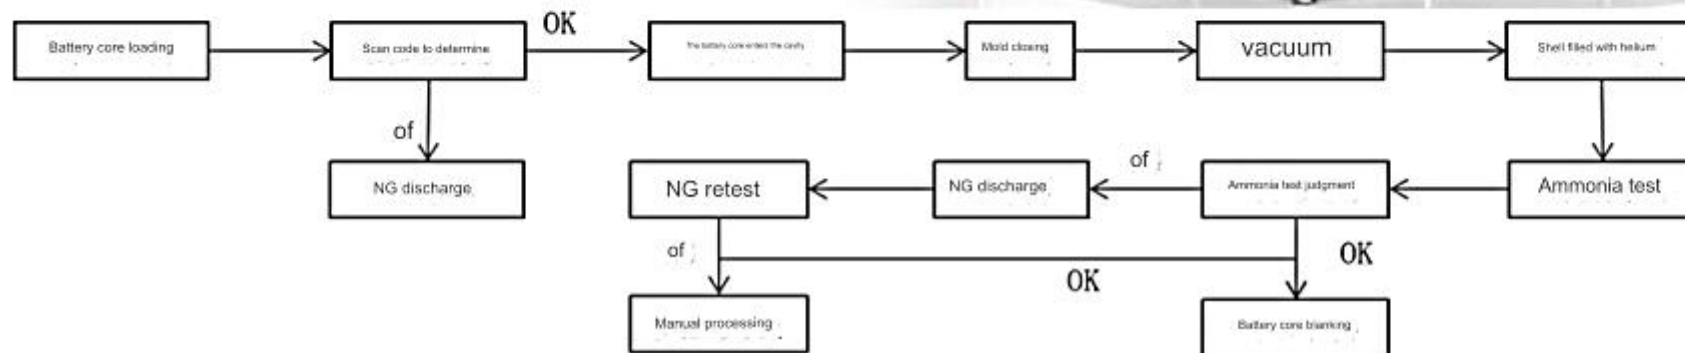 OK
Battery core loading
Scan code to determine
The battery core enters the cavity
Mold closing
vacuum
Shell filled with helium
of
of
NG discharge
NG retest
NG discharge
Ammonia test judgment
Ammonia test
of
OK
OK
Manual processing
Battery core blanking